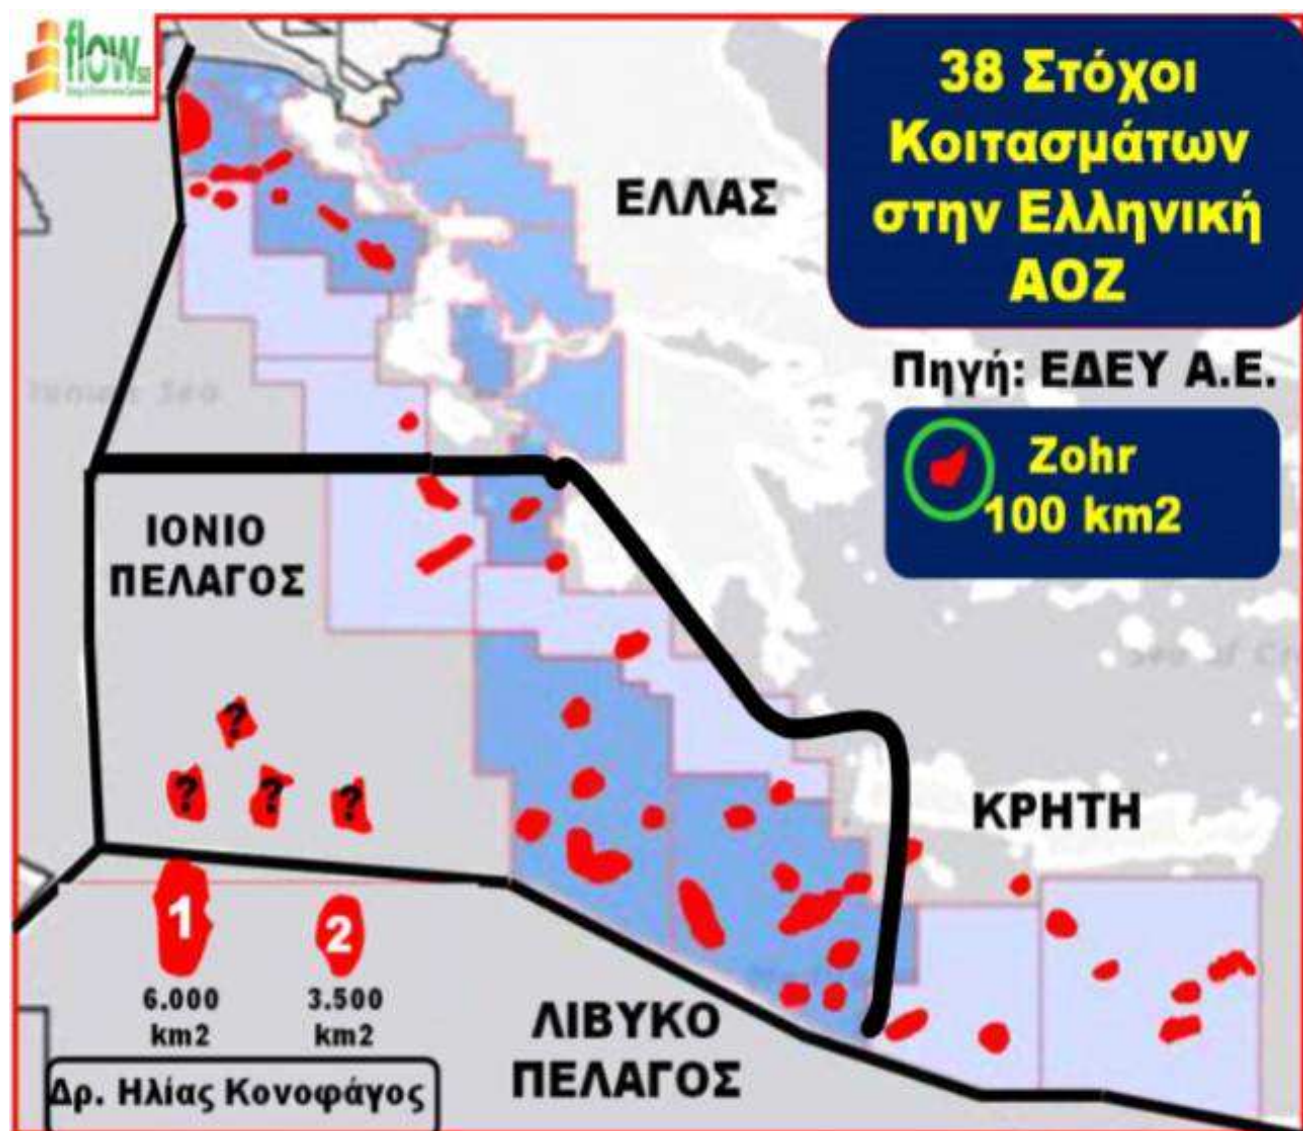 flow
38 Στόχοι
Κοιτασμάτων
στην Ελληνική
ΑΟΖ
ΕΛΛΑΣ
Πηγή: ΕΔΕΥ Α.Ε.
Zohr
100 km2
ΙΟΝΙΟ
ΠΕΛΑΓΟΣ
?
? ? ?
ΚΡΗΤΗ
1 2
6.000 3.500
km2 km2
ΛΙΒΥΚΟ
ΠΕΛΑΓΟΣ
Δρ. Ηλίας Κονοφάγος